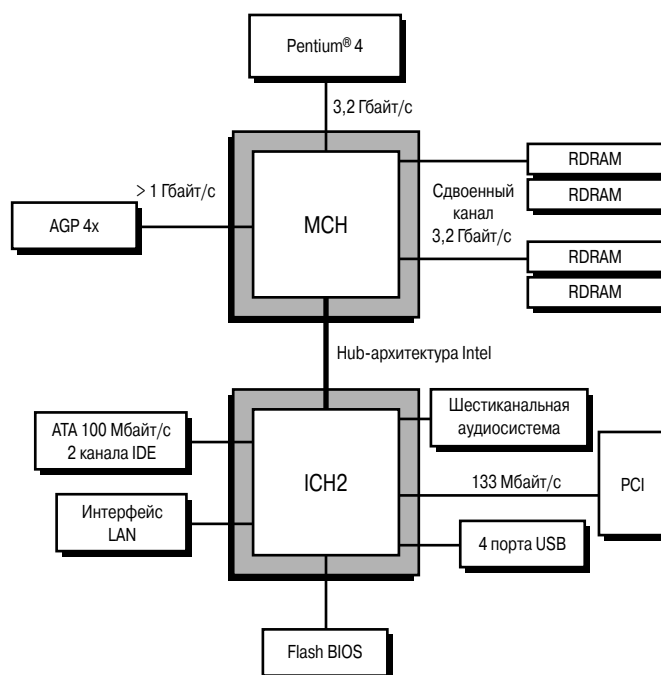 Pentium® 4
3,2 Гбайт/с
> 1 Гбайт/с
AGP 4x
MCH
Сдвоенный
канал
3,2 Гбайт/с
RDRAM
RDRAM
RDRAM
RDRAM
Hub-архитектура Intel
ATA 100 Мбайт/с
2 канала IDE
Интерфейс
LAN
ICH2
Шестиканальная
аудиосистема
133 Мбайт/с
PCI
4 порта USB
Flash BIOS